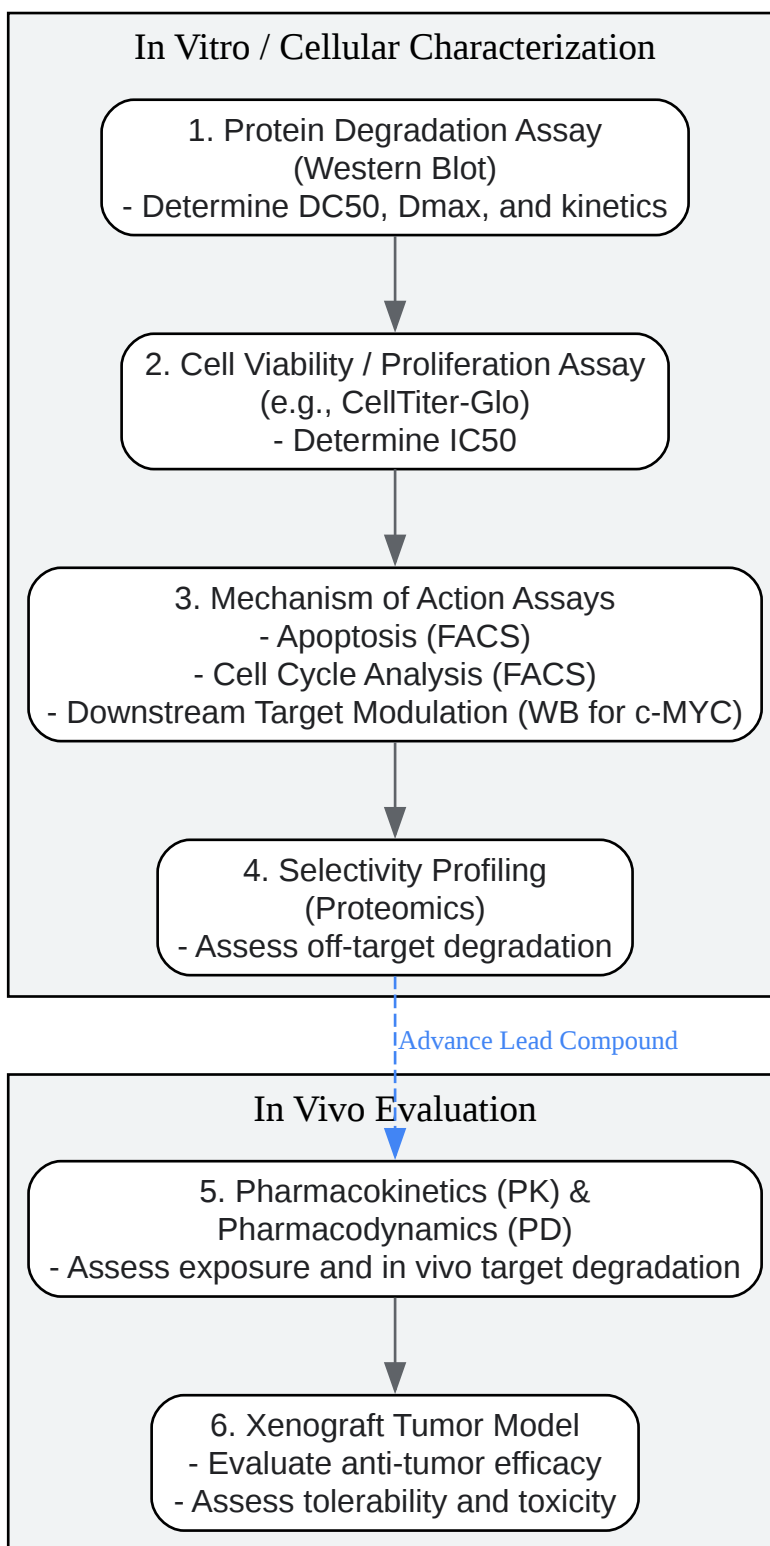 In Vitro / Cellular Characterization
1. Protein Degradation Assay
(Western Blot)
- Determine DC50, Dmax, and kinetics
2. Cell Viability / Proliferation Assay
(e.g., CellTiter-Glo)
- Determine IC50
3. Mechanism of Action Assays
- Apoptosis (FACS)
- Cell Cycle Analysis (FACS)
- Downstream Target Modulation (WB for c-MYC)
4. Selectivity Profiling
(Proteomics)
- Assess off-target degradation
Advance Lead Compound
In Vivo Evaluation
5. Pharmacokinetics (PK) &
Pharmacodynamics (PD)
- Assess exposure and in vivo target degradation
6. Xenograft Tumor Model
- Evaluate anti-tumor efficacy
- Assess tolerability and toxicity